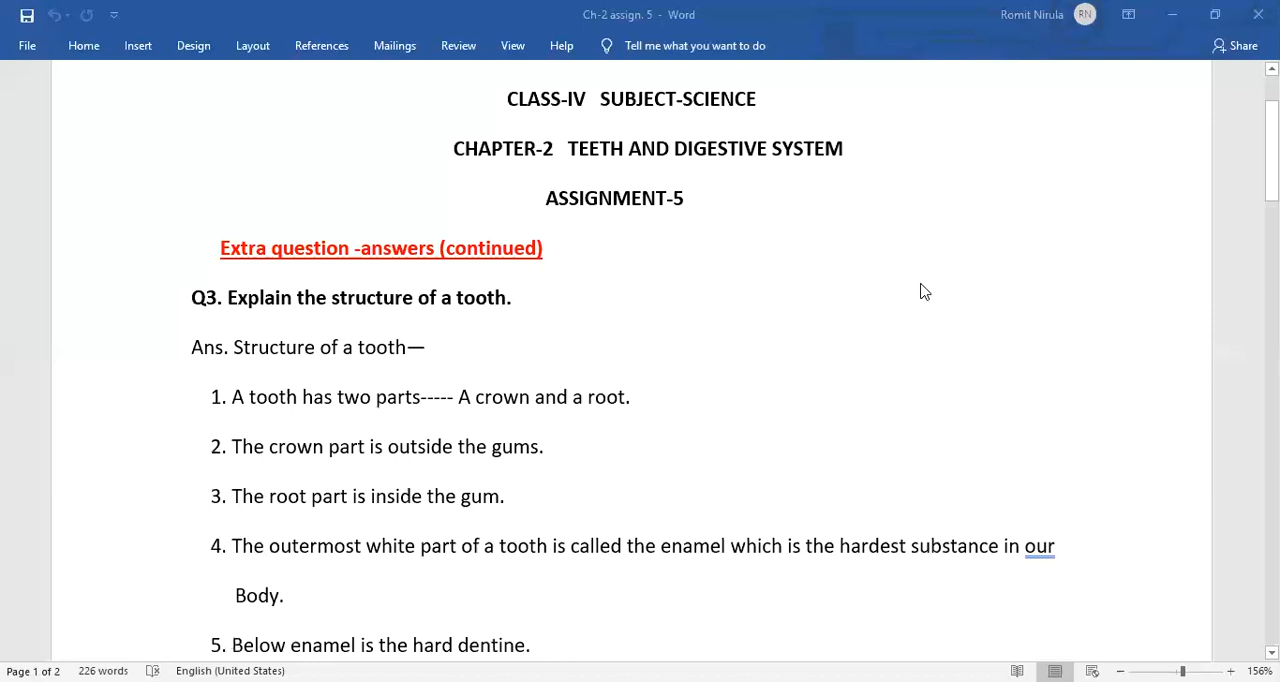 Ch-2 assign. 5 - Word
Romit Nirula RN
File Home Insert Design Layout References Mailings Review View Help Tell me what you want to do Share
CLASS-IV SUBJECT-SCIENCE
CHAPTER-2 TEETH AND DIGESTIVE SYSTEM
ASSIGNMENT-5
Extra question -answers (continued)
Q3. Explain the structure of a tooth.
Ans. Structure of a tooth—
1. A tooth has two parts----- A crown and a root.
2. The crown part is outside the gums.
3. The root part is inside the gum.
4. The outermost white part of a tooth is called the enamel which is the hardest substance in our
Body.
5. Below enamel is the hard dentine.
Page 1 of 2 226 words English (United States) 156%